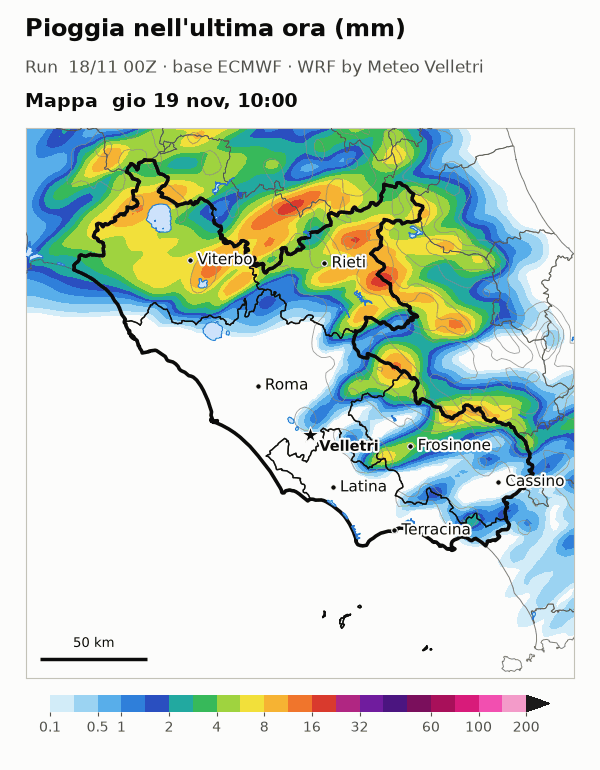 Pioggia nell'ultima ora (mm)
Run 18/11 00Z · base ECMWF · WRF by Meteo Velletri
Mappa gio 19 nov, 10:00
Viterbo
Rieti
Roma
Velletri
Frosinone
Latina
Cassino
Terracina
50 km
0.1 0.5 1 2 4 8 16 32 60 100 200